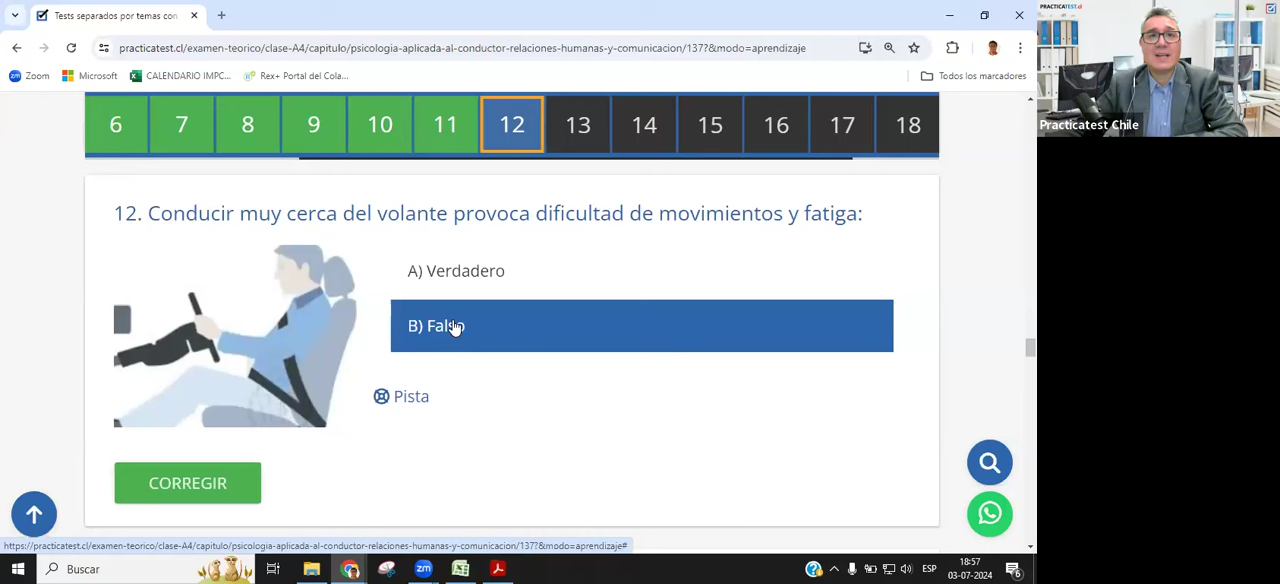 Tests separados por temas con
PRACTICATEST.cl
practicatest.cl/examen-teorico/clase-A4/capitulo/psicologia-aplicada-al-conductor-relaciones-humanas-y-comunicacion/137?&modo=aprendizaje
Zoom
Microsoft
CALENDARIO IMPC...
Rex+ Portal del Cola...
Todos los marcadores
Practicatest Chile
6 7 8 9 10 11 12 13 14 15 16 17 18
12. Conducir muy cerca del volante provoca dificultad de movimientos y fatiga:
A) Verdadero
B) Falso
Pista
CORREGIR
https://practicatest.cl/examen-teorico/clase-A4/capitulo/psicologia-aplicada-al-conductor-relaciones-humanas-y-comunicacion/137?&modo=aprendizaje#
Buscar
zm
ESP
18:57
03-07-2024
6